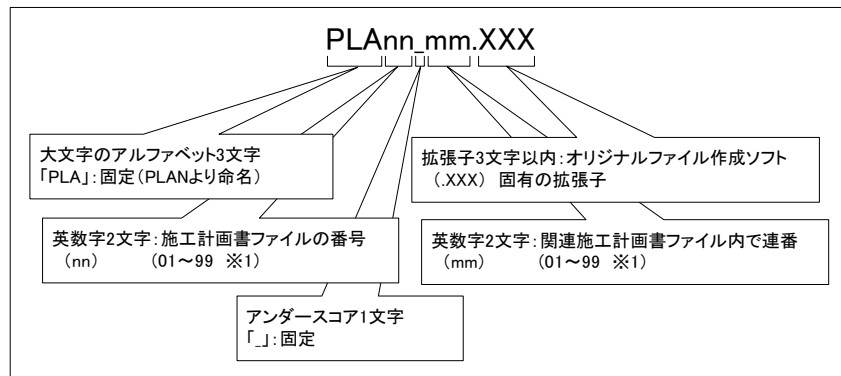 PLAnn_mm.XXX
大文字のアルファベット3文字
「PLA」:固定(PLANより命名)
拡張子3文字以内:オリジナルファイル作成ソフト
(.XXX) 固有の拡張子
英数字2文字:施工計画書ファイルの番号
(nn) (01~99 ※1)
英数字2文字:関連施工計画書ファイル内で連番
(mm) (01~99 ※1)
アンダースコア1文字
「_」:固定